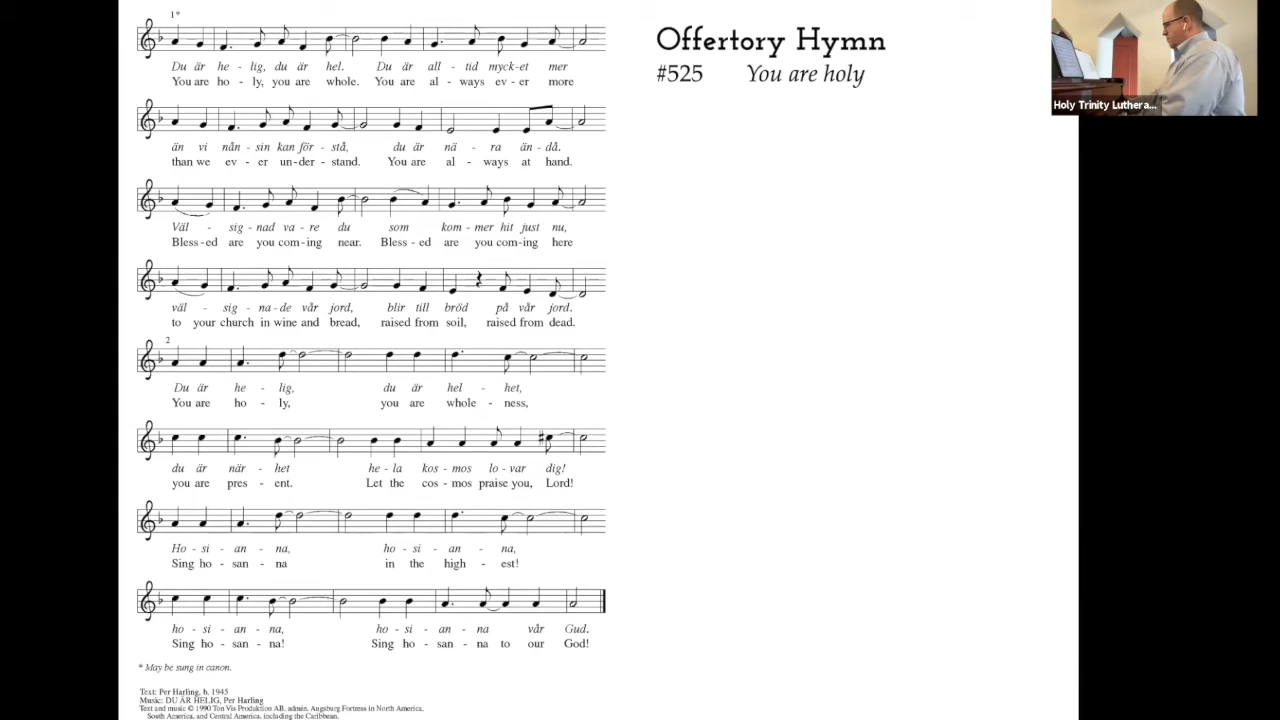 1*
Du är he - lig, du är hel. Du är all - tid myck-et mer
You are ho - ly, you are whole. You are al - ways ev - er more
än vi nån - sin kan för - stå, du är nä - ra än - då.
than we ev - er un-der - stand. You are al - ways at hand.
Väl - sig - nad va - re du som kom - mer hit just nu,
Bless-ed are you com-ing near. Bless - ed are you com-ing here
väl - sig - na - de vår jord, blir till bröd på vår jord.
to your church in wine and bread, raised from soil, raised from dead.
2
Du är he - lig, du är hel - het,
You are ho - ly, you are whole - ness,
du är när - het he - la kos - mos lo - var dig!
you are pres - ent. Let the cos - mos praise you, Lord!
Ho - si - an - na, ho - si - an - na,
Sing ho - san - na in the high - est!
ho - si - an - na, ho - si - an - na vår Gud.
Sing ho - san - na! Sing ho - san - na to our God!
* May be sung in canon.
Text: Per Harling, b. 1945
Music: DU ÄR HELIG, Per Harling
Text and music © 1990 Ton Vis Produktion AB, admin. Augsburg Fortress in North America,
South America, and Central America, including the Caribbean.
Offertory Hymn
#525 You are holy
Holy Trinity Luthera...